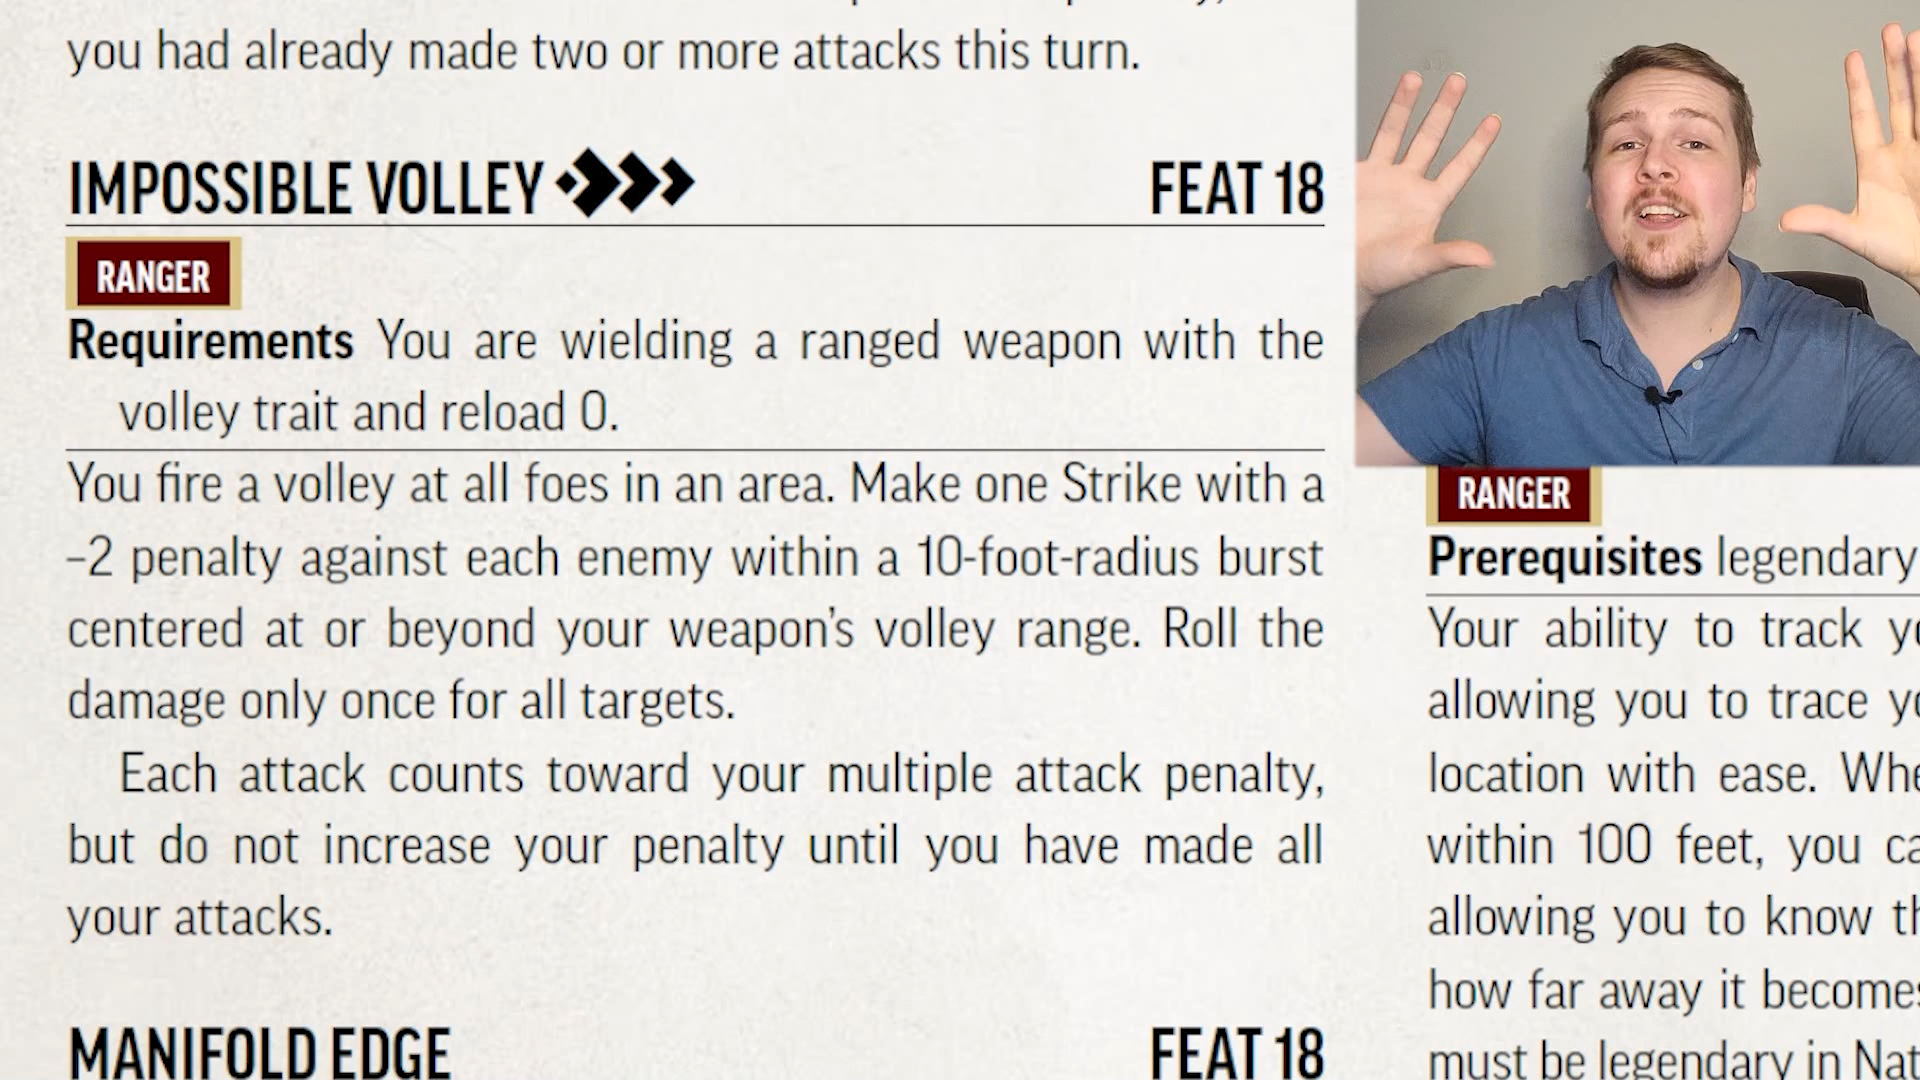 you had already made two or more attacks this turn.
IMPOSSIBLE VOLLEY
FEAT 18
RANGER
Requirements You are wielding a ranged weapon with the
volley trait and reload 0.
You fire a volley at all foes in an area. Make one Strike with a
–2 penalty against each enemy within a 10-foot-radius burst
centered at or beyond your weapon's volley range. Roll the
damage only once for all targets.
Each attack counts toward your multiple attack penalty,
but do not increase your penalty until you have made all
your attacks.
MANIFOLD EDGE
FEAT 18
RANGER
Prerequisites legendary
Your ability to track
allowing you to trace
location with ease.
within 100 feet, you
allowing you to know
how far away it
must be legendary in